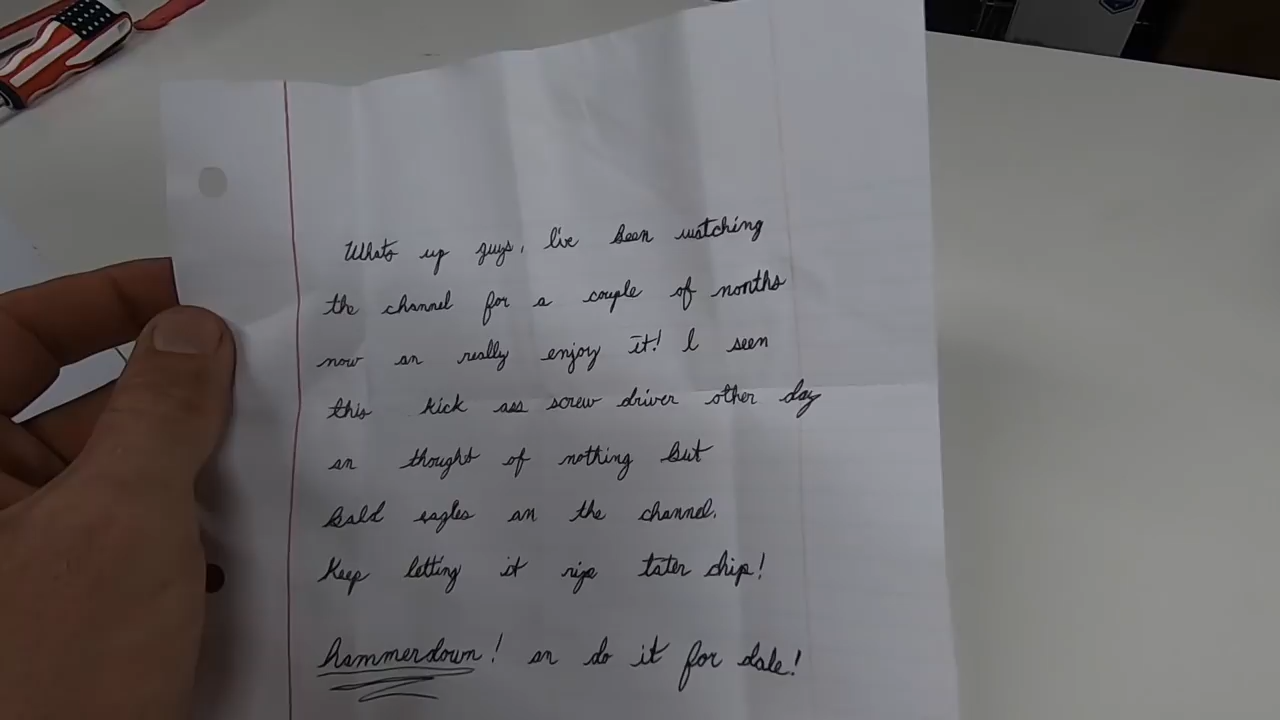 Whats up guys, I've been watching
the channel for a couple of months
now an really enjoy it! I seen
this kick ass screw driver other day
an thought of nothing but
Bald eagles an the channel.
Keep letting it rip tater chip!
hammerdown! an do it for dale!